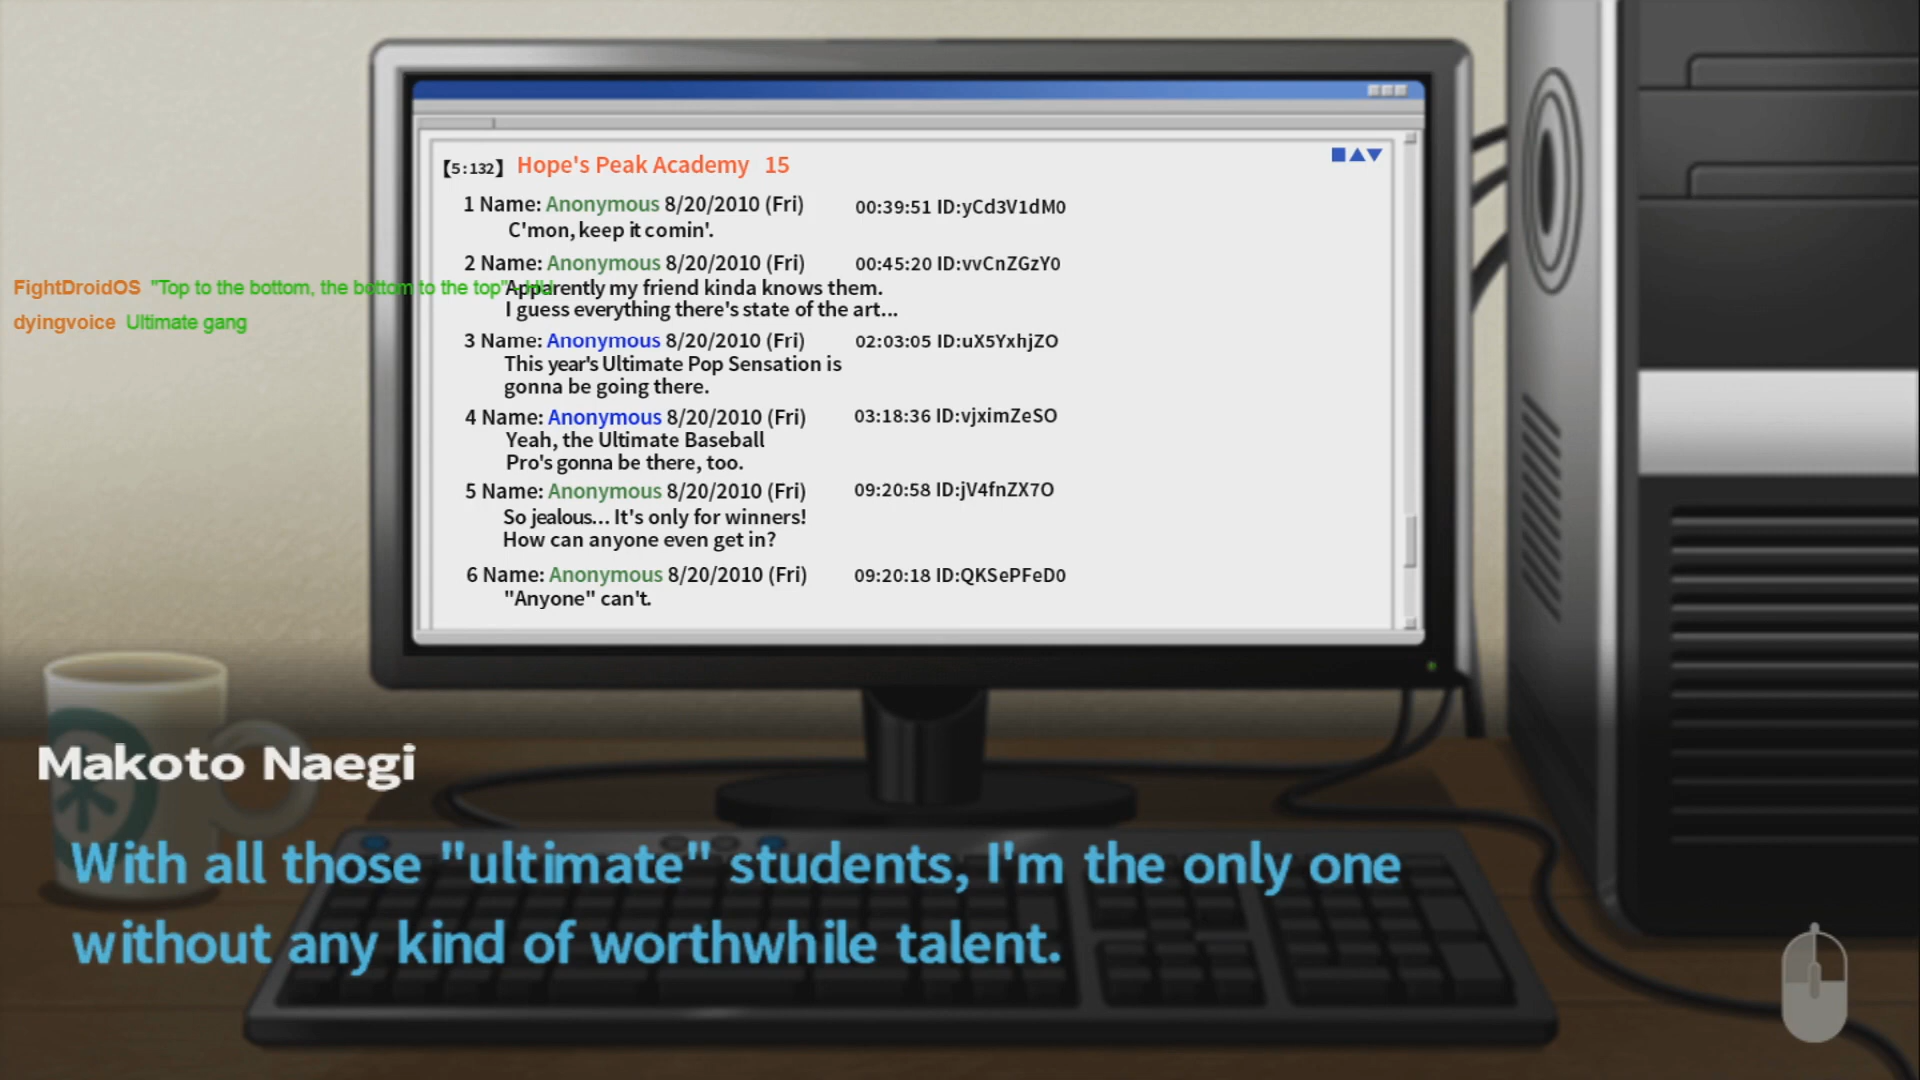 【5:132】 Hope's Peak Academy 15
1 Name: Anonymous 8/20/2010 (Fri) 00:39:51 ID:yCd3V1dM0
C'mon, keep it comin'.
2 Name: Anonymous 8/20/2010 (Fri) 00:45:20 ID:vvCnZGzY0
FightDroidOS "Top to the bottom, the bottom to the top"
Apparently my friend kinda knows them.
I guess everything there's state of the art...
dyingvoice Ultimate gang
3 Name: Anonymous 8/20/2010 (Fri) 02:03:05 ID:uX5YxhjZO
This year's Ultimate Pop Sensation is
gonna be going there.
4 Name: Anonymous 8/20/2010 (Fri) 03:18:36 ID:vjximZeSO
Yeah, the Ultimate Baseball
Pro's gonna be there, too.
5 Name: Anonymous 8/20/2010 (Fri) 09:20:58 ID:jV4fnZX7O
So jealous... It's only for winners!
How can anyone even get in?
6 Name: Anonymous 8/20/2010 (Fri) 09:20:18 ID:QKSePFeD0
"Anyone" can't.
Makoto Naegi
With all those "ultimate" students, I'm the only one
without any kind of worthwhile talent.